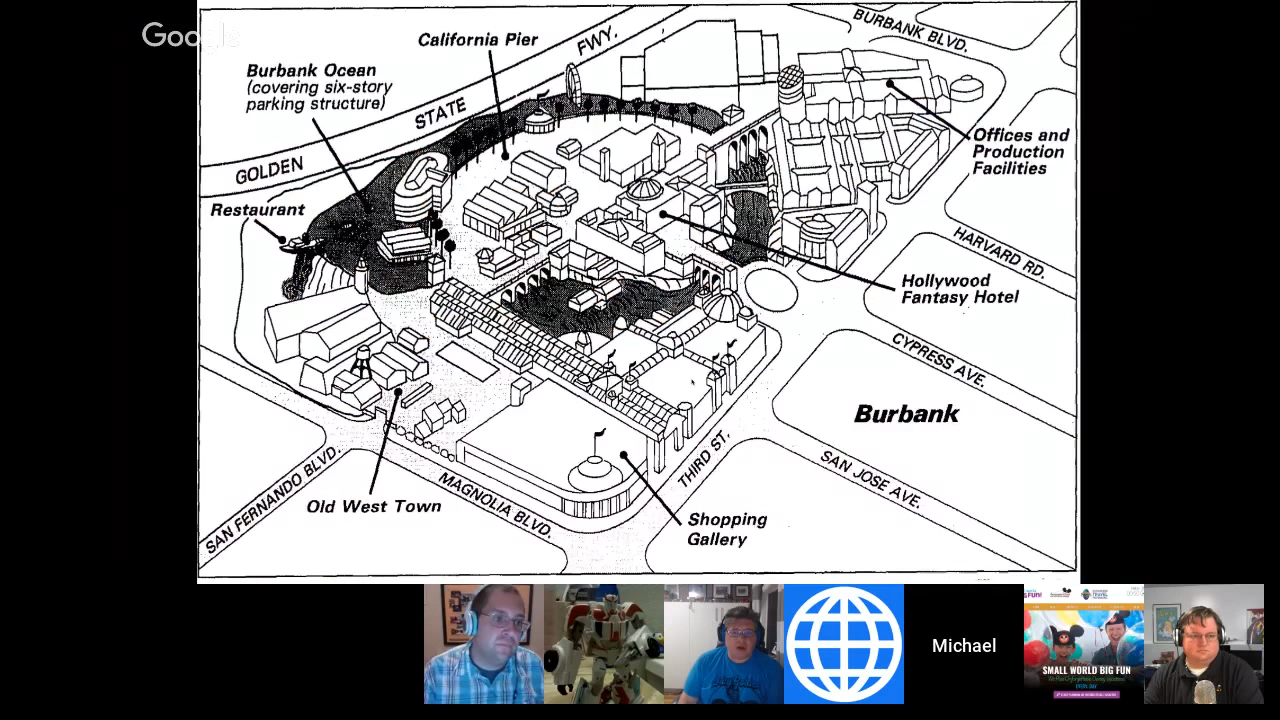 Google
California Pier
FWY.
BURBANK BLVD.
Burbank Ocean
(covering six-story
parking structure)
STATE
GOLDEN
Offices and
Production
Facilities
Restaurant
HARVARD RD.
Hollywood
Fantasy Hotel
CYPRESS AVE.
Burbank
THIRD ST.
SAN JOSE AVE.
SAN FERNANDO BLVD.
MAGNOLIA BLVD.
Old West Town
Shopping
Gallery
Michael
FUN!
SMALL WORLD BIG FUN